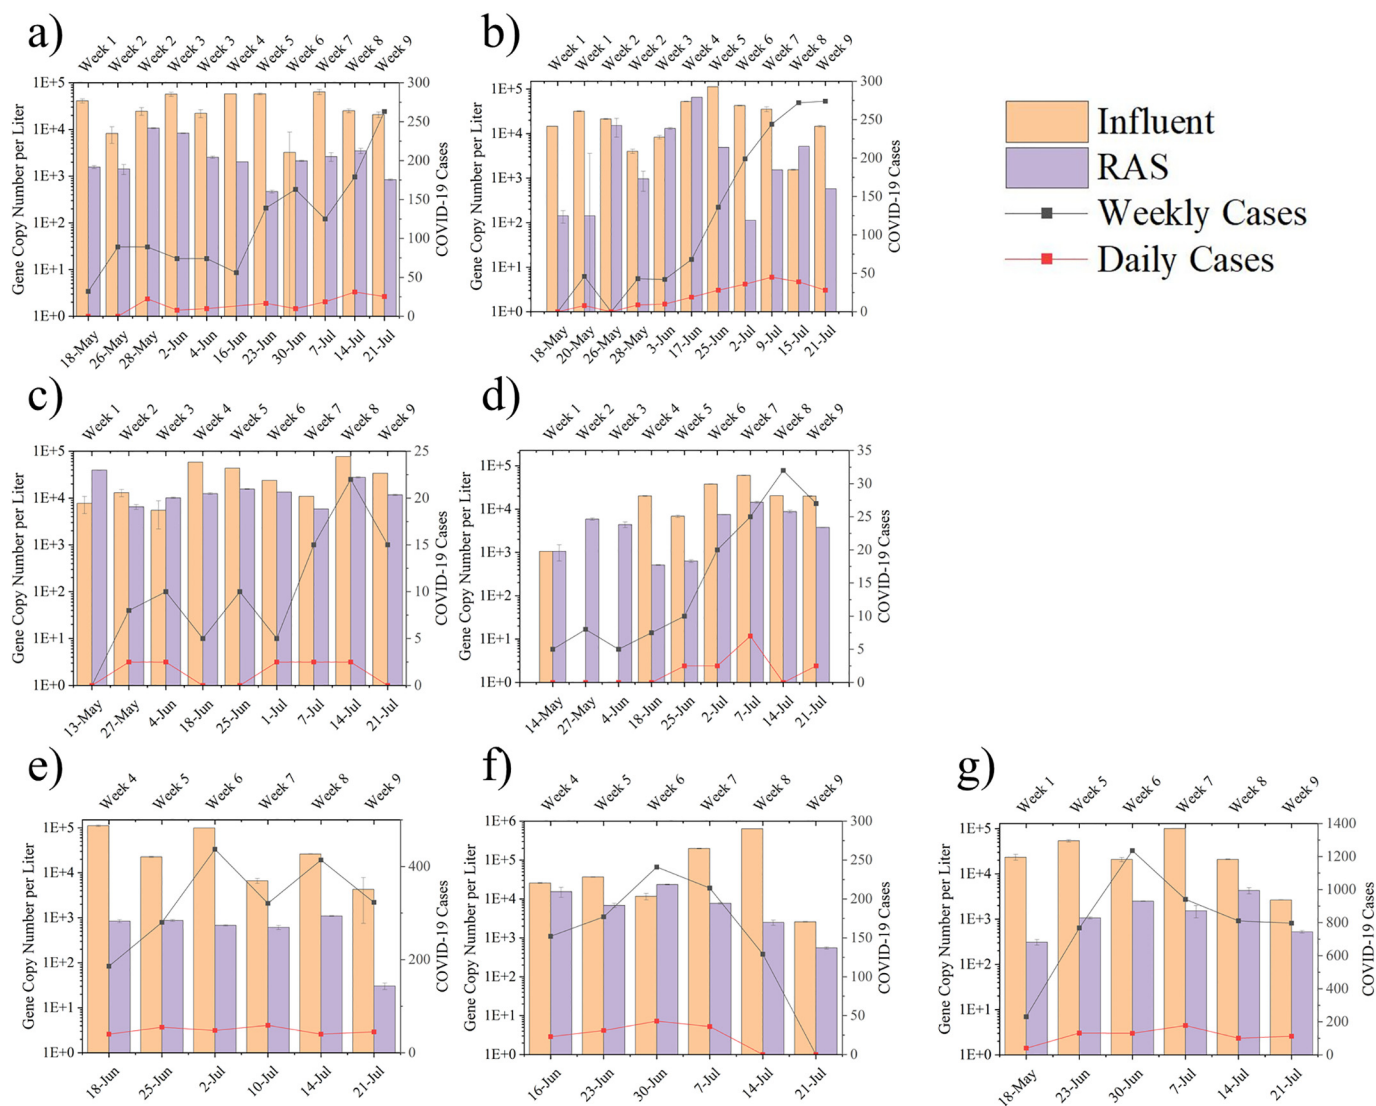 a)
Week 1 Week 2 Week 2 Week 3 Week 3 Week 4 Week 5 Week 6 Week 7 Week 8 Week 9
Gene Copy Number per Liter
1E+5
1E+4
1E+3
1E+2
1E+1
1E+0
300
250
200
150
100
50
0
COVID-19 Cases
18-May 26-May 28-May 2-Jun 4-Jun 16-Jun 23-Jun 30-Jun 7-Jul 14-Jul 21-Jul
b)
Week 1 Week 1 Week 2 Week 2 Week 3 Week 4 Week 5 Week 6 Week 7 Week 8 Week 9
Gene Copy Number per Liter
1E+5
1E+4
1E+3
1E+2
1E+1
1E+0
300
250
200
150
100
50
0
COVID-19 Cases
18-May 20-May 26-May 28-May 3-Jun 17-Jun 25-Jun 2-Jul 9-Jul 15-Jul 21-Jul
Influent
RAS
Weekly Cases
Daily Cases
c)
Week 1 Week 2 Week 3 Week 4 Week 5 Week 6 Week 7 Week 8 Week 9
Gene Copy Number per Liter
1E+5
1E+4
1E+3
1E+2
1E+1
1E+0
25
20
15
10
5
0
COVID-19 Cases
13-May 27-May 4-Jun 18-Jun 25-Jun 1-Jul 7-Jul 14-Jul 21-Jul
d)
Week 1 Week 2 Week 3 Week 4 Week 5 Week 6 Week 7 Week 8 Week 9
Gene Copy Number per Liter
1E+5
1E+4
1E+3
1E+2
1E+1
1E+0
35
30
25
20
15
10
5
0
COVID-19 Cases
14-May 27-May 4-Jun 18-Jun 25-Jun 2-Jul 7-Jul 14-Jul 21-Jul
e)
Week 4 Week 5 Week 6 Week 7 Week 8 Week 9
Gene Copy Number per Liter
1E+5
1E+4
1E+3
1E+2
1E+1
1E+0
400
200
0
COVID-19 Cases
18-Jun 25-Jun 2-Jul 10-Jul 14-Jul 21-Jul
f)
Week 4 Week 5 Week 6 Week 7 Week 8 Week 9
Gene Copy Number per Liter
1E+6
1E+5
1E+4
1E+3
1E+2
1E+1
1E+0
300
250
200
150
100
50
0
COVID-19 Cases
16-Jun 23-Jun 30-Jun 7-Jul 14-Jul 21-Jul
g)
Week 1 Week 5 Week 6 Week 7 Week 8 Week 9
Gene Copy Number per Liter
1E+5
1E+4
1E+3
1E+2
1E+1
1E+0
1400
1200
1000
800
600
400
200
0
COVID-19 Cases
18-May 23-Jun 30-Jun 7-Jul 14-Jul 21-Jul